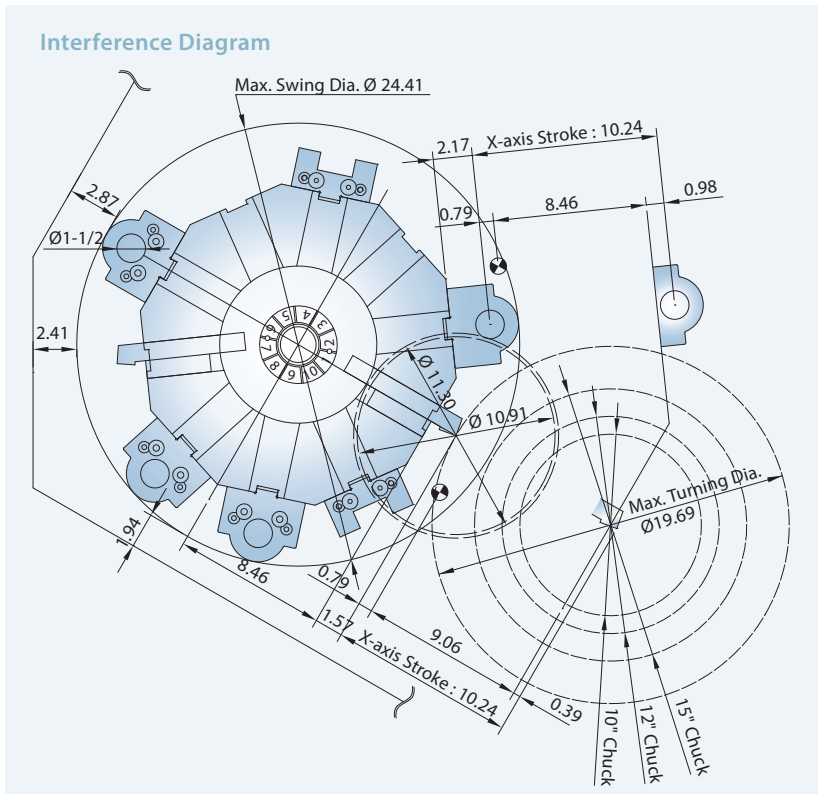 Interference Diagram
Max. Swing Dia. Ø 24.41
2.17
X-axis Stroke : 10.24
0.79
8.46
0.98
2.87
Ø1-1/2
2.41
1
2
3
4
5
6
7
8
9
10
Ø 11.30
Ø 10.91
Max. Turning Dia.
Ø19.69
1.94
8.46
0.79
1.57
X-axis Stroke : 10.24
9.06
0.39
10" Chuck
12" Chuck
15" Chuck